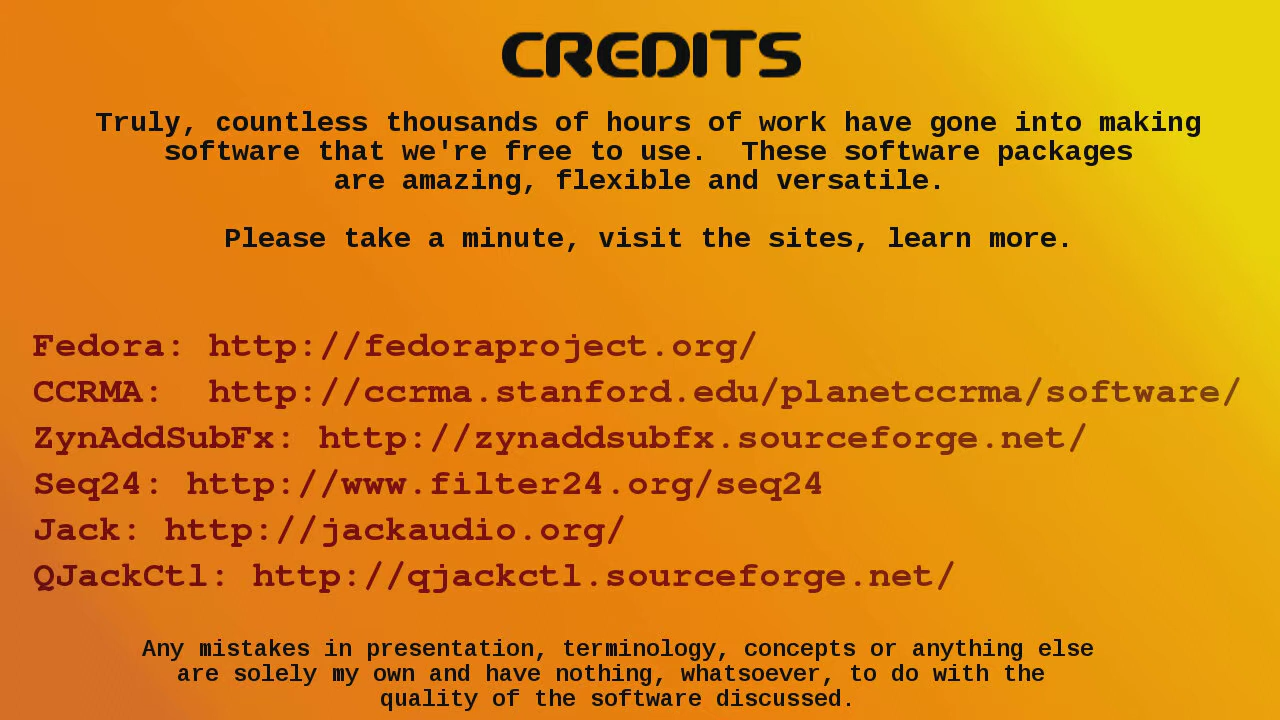 CREDITS
Truly, countless thousands of hours of work have gone into making
software that we're free to use.  These software packages
are amazing, flexible and versatile.
Please take a minute, visit the sites, learn more.
Fedora: http://fedoraproject.org/
CCRMA:  http://ccrma.stanford.edu/planetccrma/software/
ZynAddSubFx: http://zynaddsubfx.sourceforge.net/
Seq24: http://www.filter24.org/seq24
Jack: http://jackaudio.org/
QJackCtl: http://qjackctl.sourceforge.net/
Any mistakes in presentation, terminology, concepts or anything else
are solely my own and have nothing, whatsoever, to do with the
quality of the software discussed.